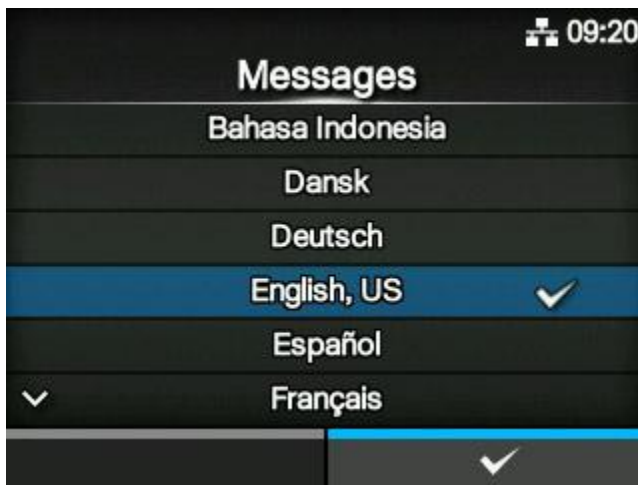 09:20
Messages
Bahasa Indonesia
Dansk
Deutsch
English, US
Español
Français